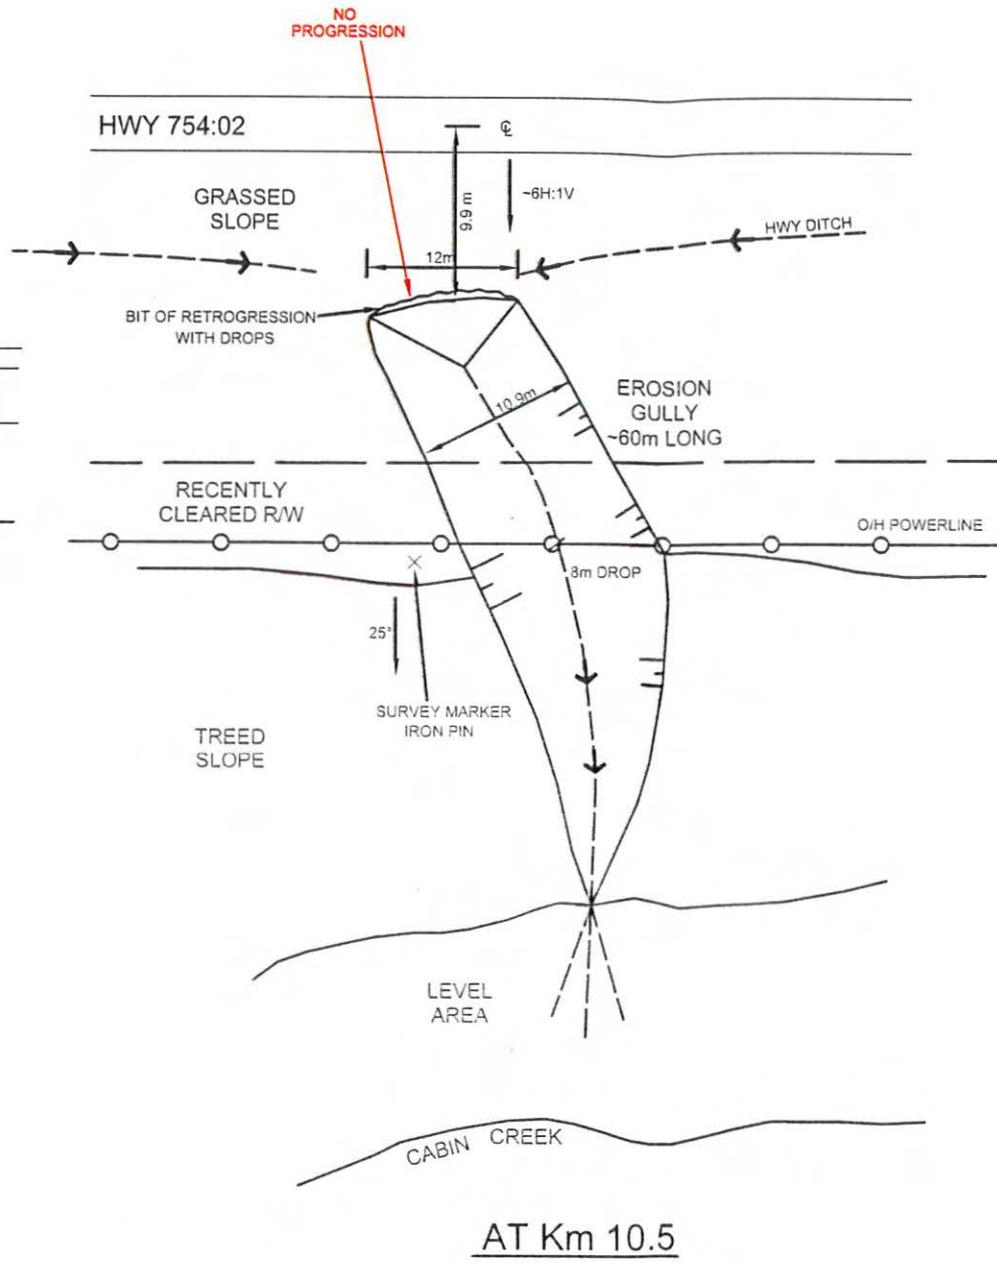 NO
PROGRESSION
HWY 754:02
℄
~6H:1V
9.9 m
GRASSED
SLOPE
HWY DITCH
12m
BIT OF RETROGRESSION
WITH DROPS
10.9m
EROSION
GULLY
~60m LONG
RECENTLY
CLEARED R/W
O/H POWERLINE
8m DROP
25°
SURVEY MARKER
IRON PIN
TREED
SLOPE
LEVEL
AREA
CABIN CREEK
AT Km 10.5